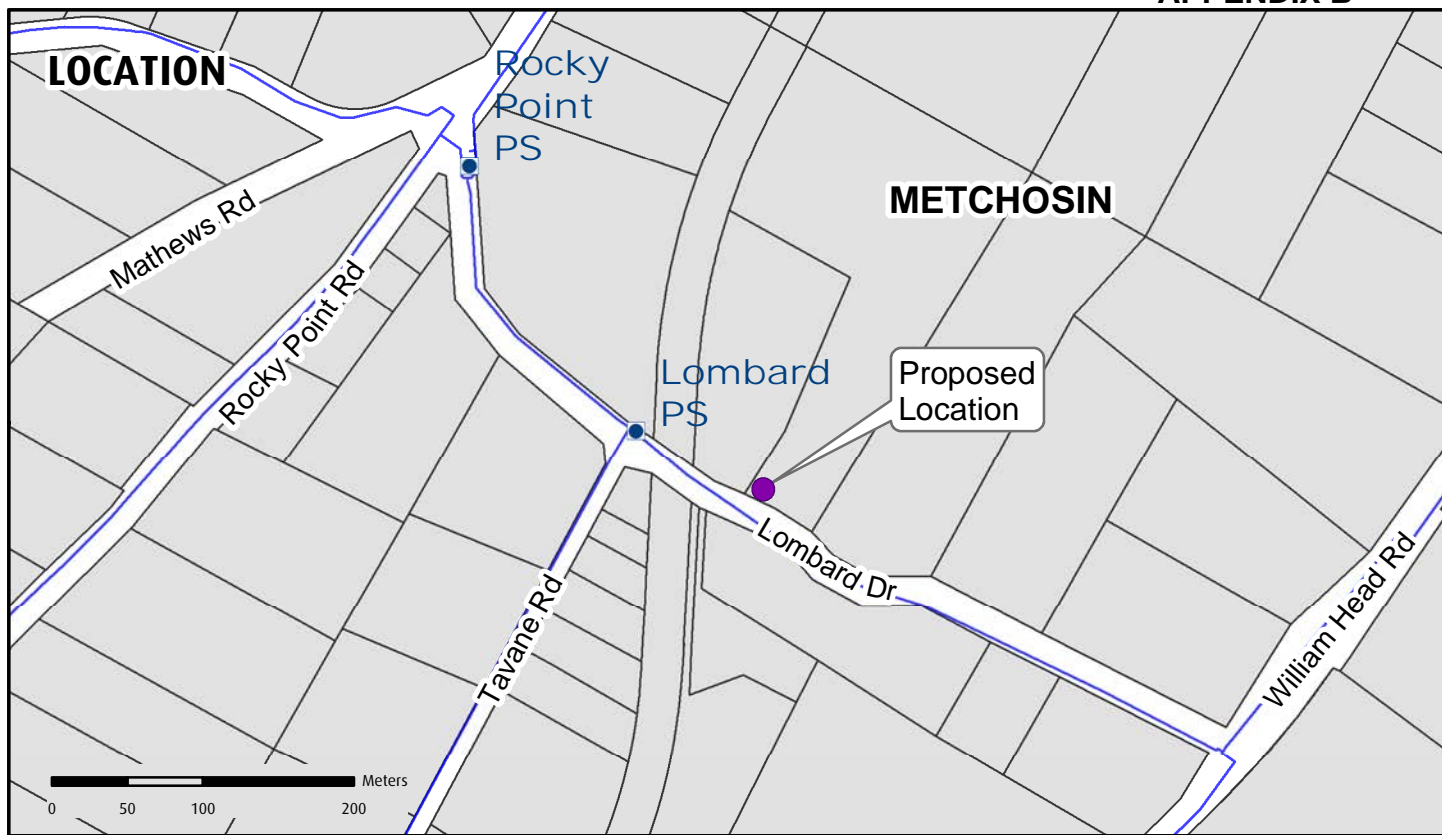 APPENDIX B
LOCATION
Rocky
Point
PS
METCHOSIN
Mathews Rd
Rocky Point Rd
Lombard
PS
Proposed
Location
Lombard Dr
Tavane Rd
William Head Rd
Meters
0 50 100 200